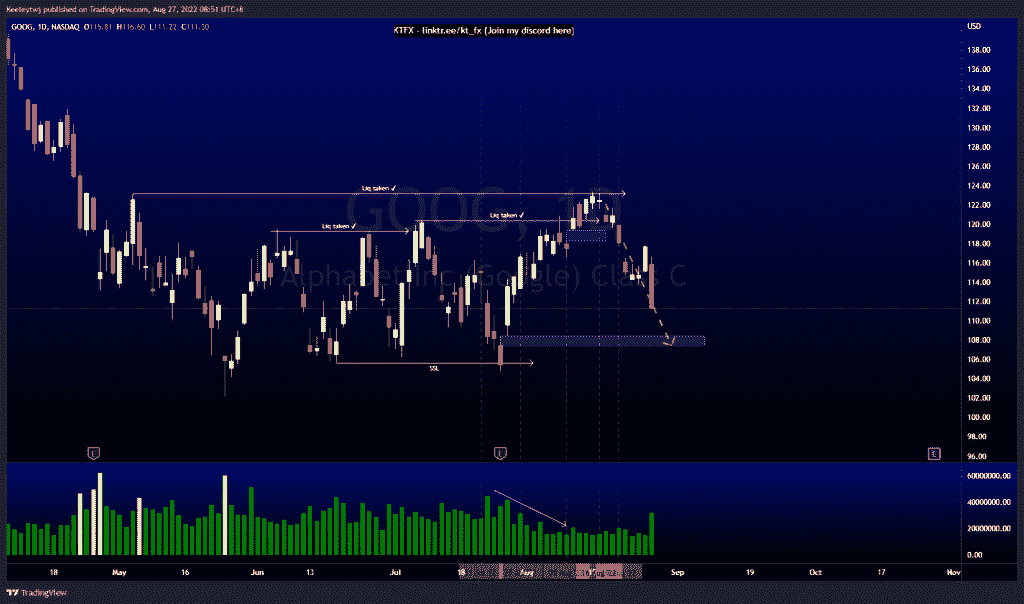 Keeleytwj published on TradingView.com, Aug 27, 2022 08:51 UTC+8
GOOG, 1D, NASDAQ O115.81 H116.60 L111.22 C111.30
KTFX - linktr.ee/kt_fx (Join my discord here)
USD
138.00
136.00
134.00
132.00
130.00
128.00
126.00
124.00
Liq taken ✓
122.00
Liq taken ✓
120.00
Liq taken ✓
118.00
GOOG, 1D
116.00
Alphabet Inc (Google) Class C
114.00
112.00
110.00
108.00
106.00
SSL
104.00
102.00
100.00
98.00
96.00
E E E
60000000.00
40000000.00
20000000.00
0.00
18 May 16 Jun 13 Jul 18 Aug Sep 19 Oct 17 Nov
TradingView